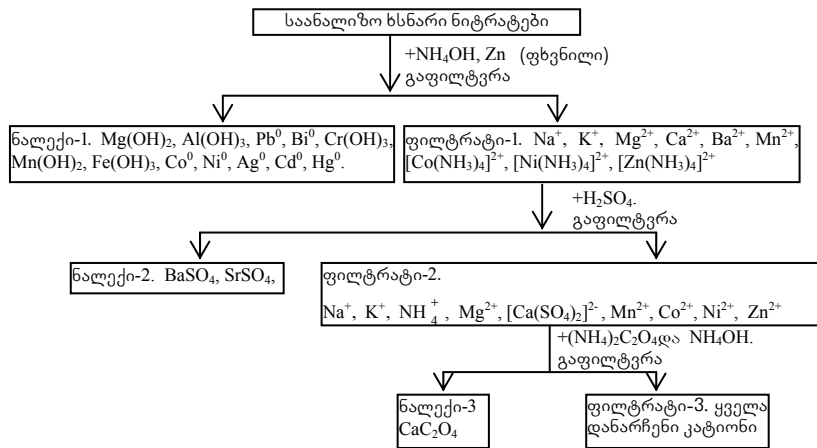 საანალიზო ხსნარი ნიტრატები
+NH₄OH, Zn (ფხვნილი)
გაფილტვრა
ნალექი-1. Mg(OH)₂, Al(OH)₃, Pb⁰, Bi⁰, Cr(OH)₃,
Mn(OH)₂, Fe(OH)₃, Co⁰, Ni⁰, Ag⁰, Cd⁰, Hg⁰.
ფილტრატი-1. Na⁺, K⁺, Mg²⁺, Ca²⁺, Ba²⁺, Mn²⁺,
[Co(NH₃)₄]²⁺, [Ni(NH₃)₄]²⁺, [Zn(NH₃)₄]²⁺
+H₂SO₄.
გაფილტვრა
ნალექი-2. BaSO₄, SrSO₄,
ფილტრატი-2.
Na⁺, K⁺, NH₄⁺, Mg²⁺, [Ca(SO₄)₂]²⁻, Mn²⁺, Co²⁺, Ni²⁺, Zn²⁺
+(NH₄)₂C₂O₄და NH₄OH.
გაფილტვრა
ნალექი-3
CaC₂O₄
ფილტრატი-3. ყველა
დანარჩენი კატიონი